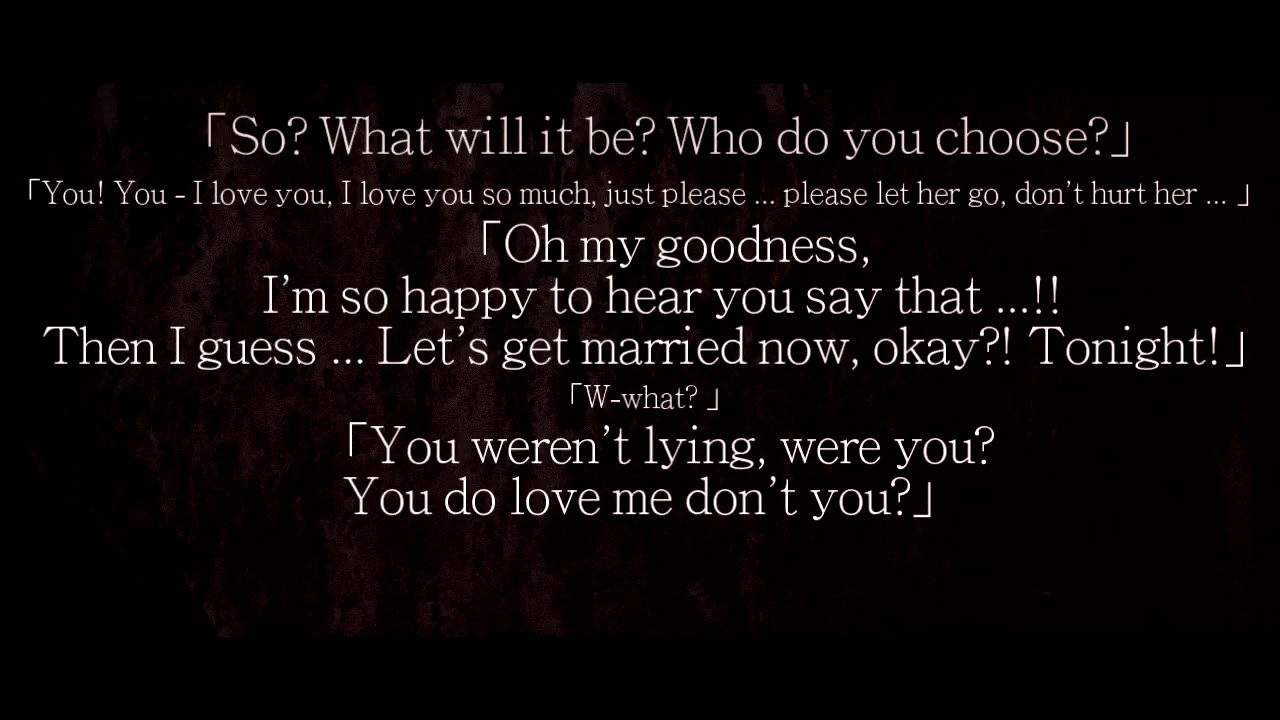 「So? What will it be? Who do you choose?」
「You! You - I love you, I love you so much, just please ... please let her go, don’t hurt her ... 」
「Oh my goodness,
I’m so happy to hear you say that ...!!
Then I guess ... Let’s get married now, okay?! Tonight!」
「W-what? 」
「You weren’t lying, were you?
You do love me don’t you?」